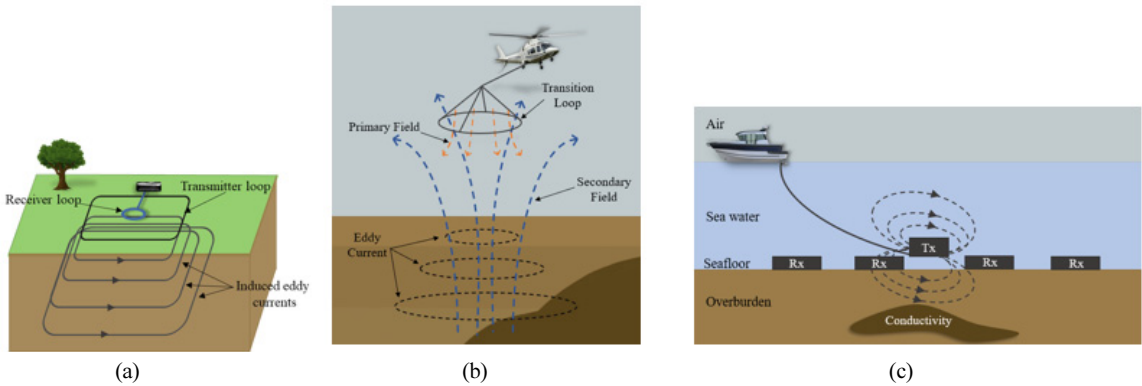 Receiver loop
Transmitter loop
Induced eddy
currents
(a)
Transition
Loop
Primary Field
Secondary
Field
Eddy
Current
(b)
Air
Sea water
Tx
Seafloor
Rx
Rx
Rx
Rx
Overburden
Conductivity
(c)